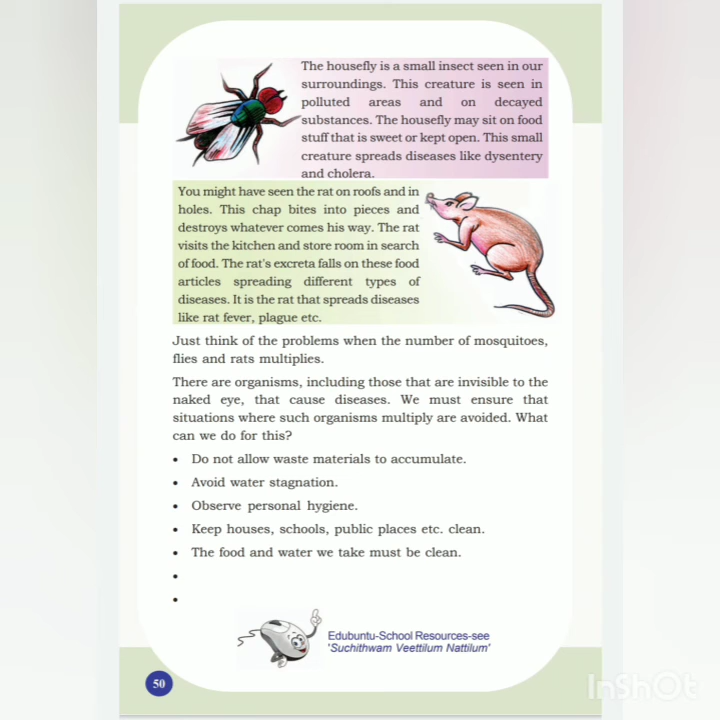 The housefly is a small insect seen in our
surroundings. This creature is seen in
polluted areas and on decayed
substances. The housefly may sit on food
stuff that is sweet or kept open. This small
creature spreads diseases like dysentery
and cholera.
You might have seen the rat on roofs and in
holes. This chap bites into pieces and
destroys whatever comes his way. The rat
visits the kitchen and store room in search
of food. The rat's excreta falls on these food
articles spreading different types of
diseases. It is the rat that spreads diseases
like rat fever, plague etc.
Just think of the problems when the number of mosquitoes,
flies and rats multiplies.
There are organisms, including those that are invisible to the
naked eye, that cause diseases. We must ensure that
situations where such organisms multiply are avoided. What
can we do for this?
• Do not allow waste materials to accumulate.
• Avoid water stagnation.
• Observe personal hygiene.
• Keep houses, schools, public places etc. clean.
• The food and water we take must be clean.
•
•
Edubuntu-School Resources-see
'Suchithwam Veettilum Nattilum'
50
InShOt